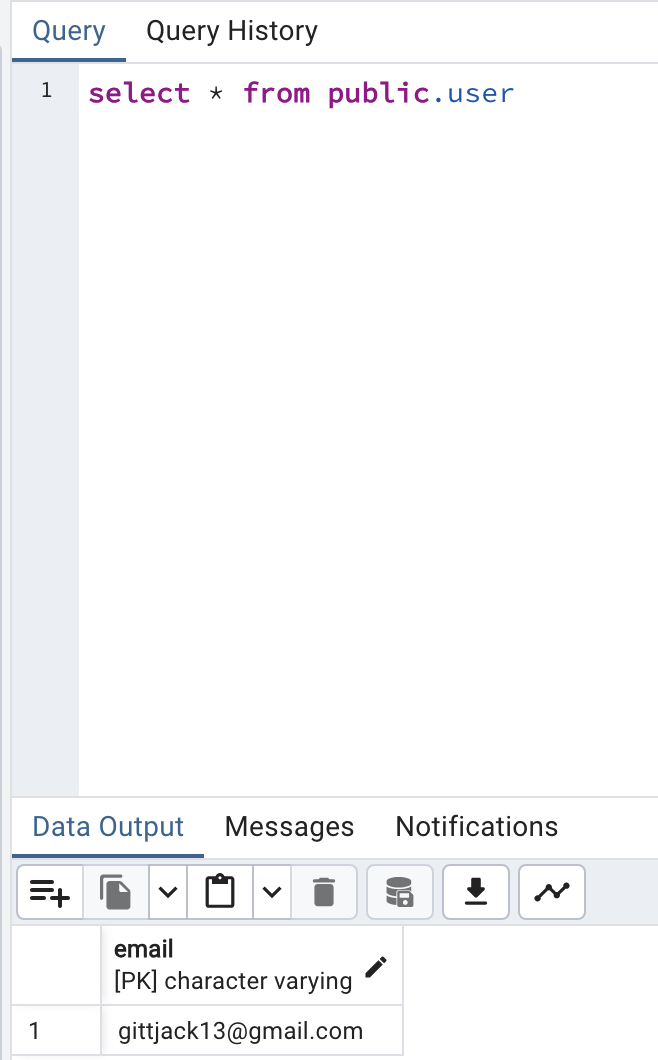 Query Query History
1 select * from public.user
Data Output Messages Notifications
email
[PK] character varying
1 gittjack13@gmail.com